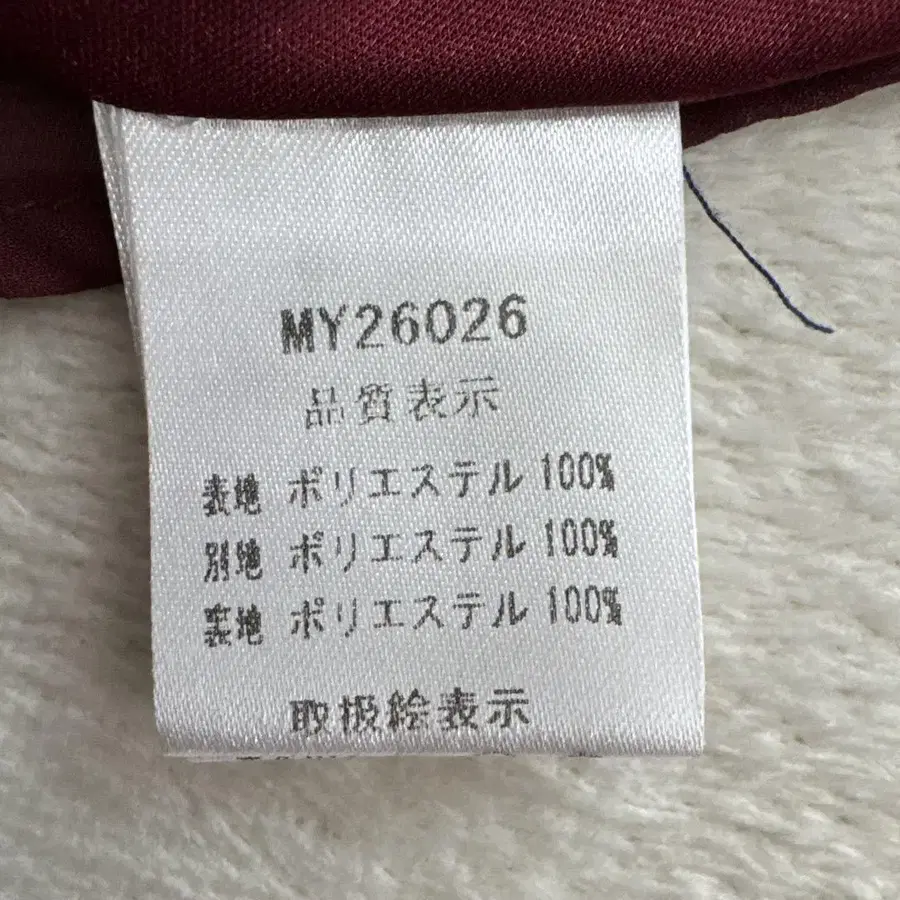 MY26026
品質表示
表地 ポリエステル 100%
別地 ポリエステル 100%
裏地 ポリエステル 100%
取扱絵表示